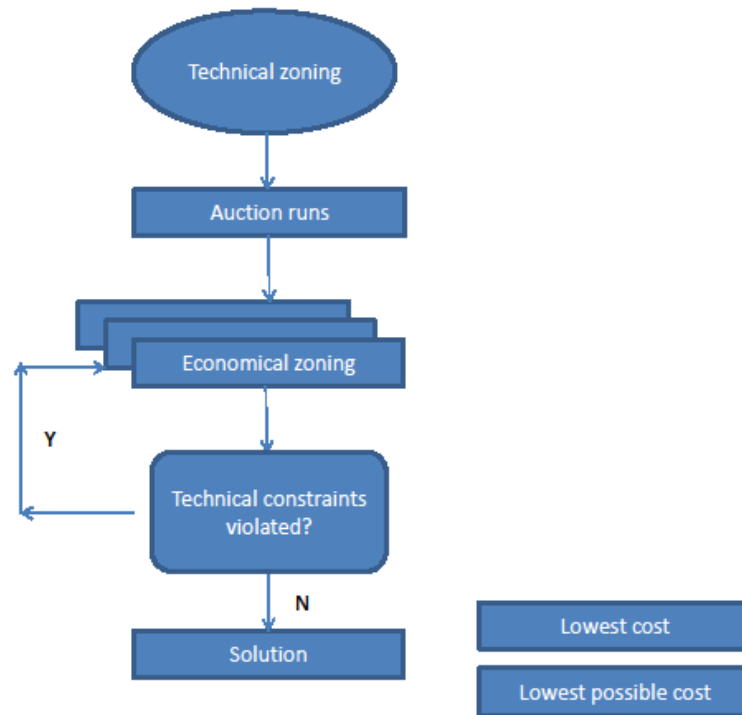 Technical zoning
Auction runs
Economical zoning
Y
Technical constraints
violated?
N
Solution
Lowest cost
Lowest possible cost